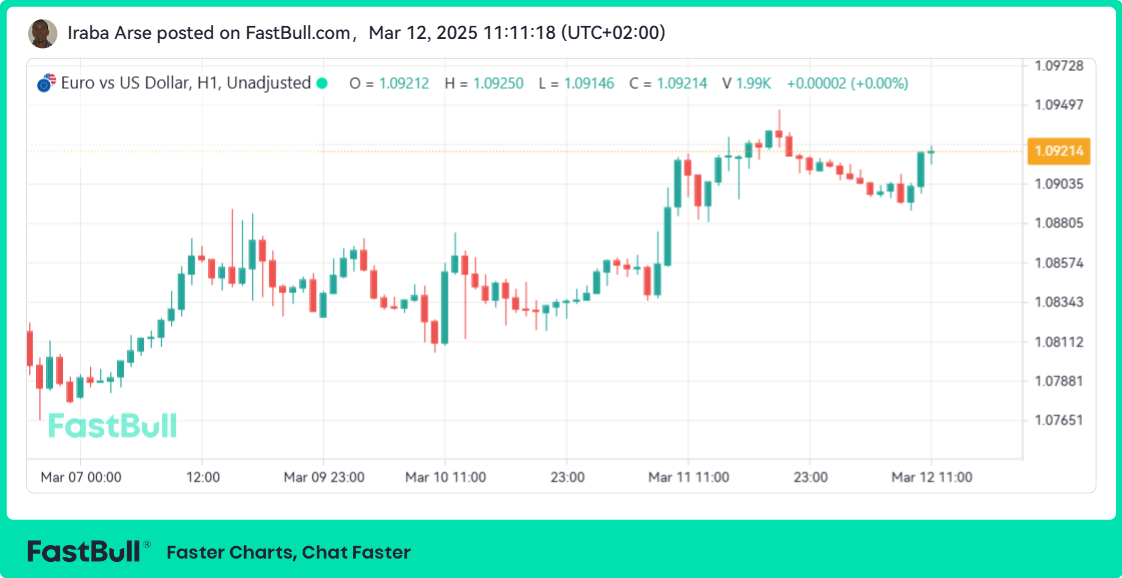 Iraba Arse posted on FastBull.com, Mar 12, 2025 11:11:18 (UTC+02:00)
Euro vs US Dollar, H1, Unadjusted O = 1.09212 H = 1.09250 L = 1.09146 C = 1.09214 V 1.99K +0.00002 (+0.00%)
1.09728
1.09497
1.09214
1.09035
1.08805
1.08574
1.08343
1.08112
1.07881
1.07651
FastBull
Mar 07 00:00 12:00 Mar 09 23:00 Mar 10 11:00 23:00 Mar 11 11:00 23:00 Mar 12 11:00
FastBull® Faster Charts, Chat Faster